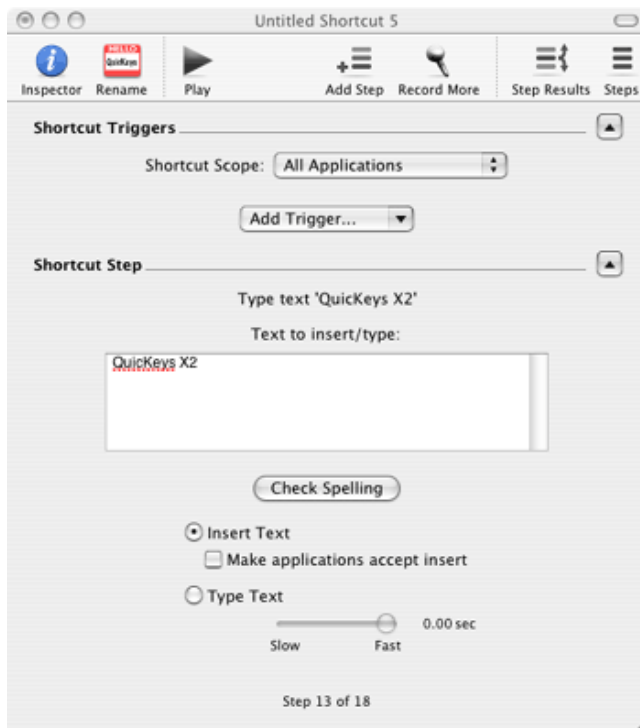 Untitled Shortcut 5
HELLO
QuicKeys
Inspector Rename Play Add Step Record More Step Results Steps
Shortcut Triggers
Shortcut Scope: All Applications
Add Trigger...
Shortcut Step
Type text "QuicKeys X2"
Text to insert/type:
QuicKeys X2
Check Spelling
Insert Text
Make applications accept insert
Type Text
0.00 sec
Slow Fast
Step 13 of 18